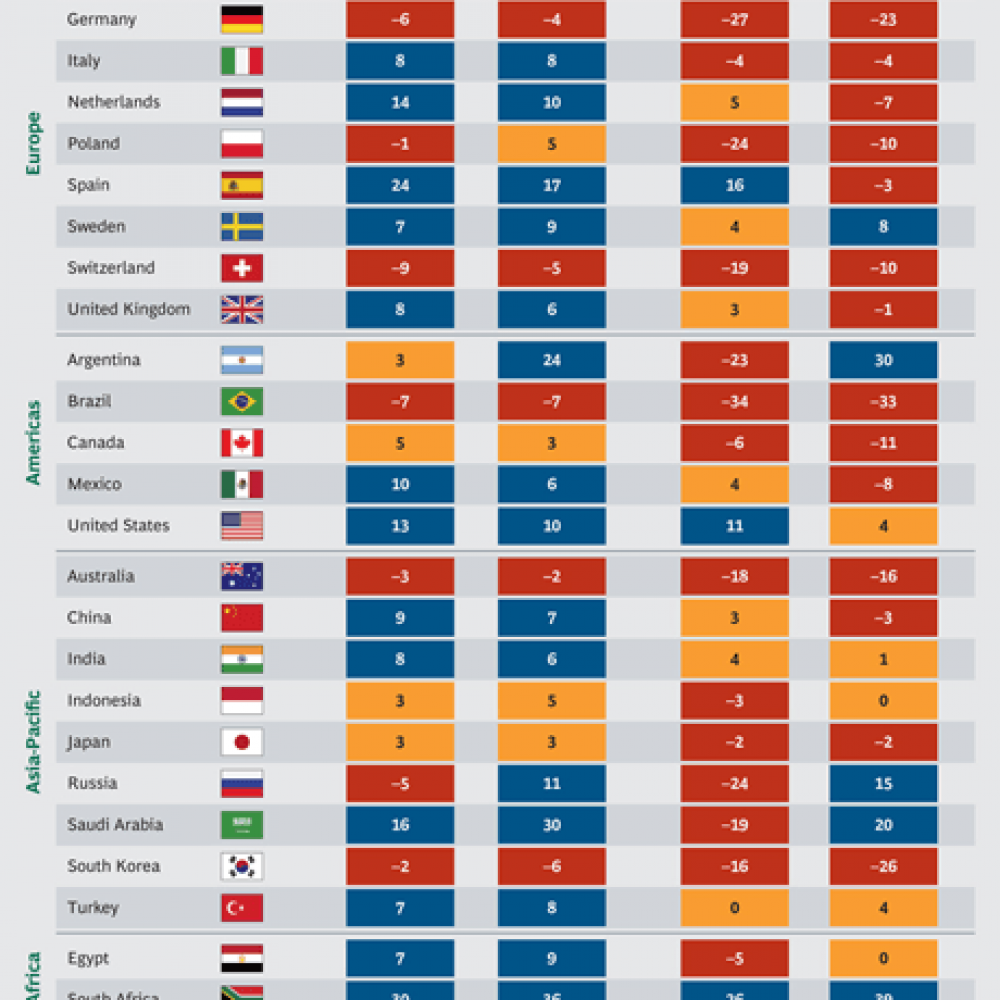 Europe
Germany –6 –4 –27 –23
Italy 8 8 –4 –4
Netherlands 14 10 5 –7
Poland –1 5 –24 –10
Spain 24 17 16 –3
Sweden 7 9 4 8
Switzerland –9 –5 –19 –10
United Kingdom 8 6 3 –1
Americas
Argentina 3 24 –23 30
Brazil –7 –7 –34 –33
Canada 5 3 –6 –11
Mexico 10 6 4 –8
United States 13 10 11 4
Asia-Pacific
Australia –3 –2 –18 –16
China 9 7 3 –3
India 8 6 4 1
Indonesia 3 5 –3 0
Japan 3 3 –2 –2
Russia –5 11 –24 15
Saudi Arabia 16 30 –19 20
South Korea –2 –6 –16 –26
Turkey 7 8 0 4
Africa
Egypt 7 9 –5 0
South Africa